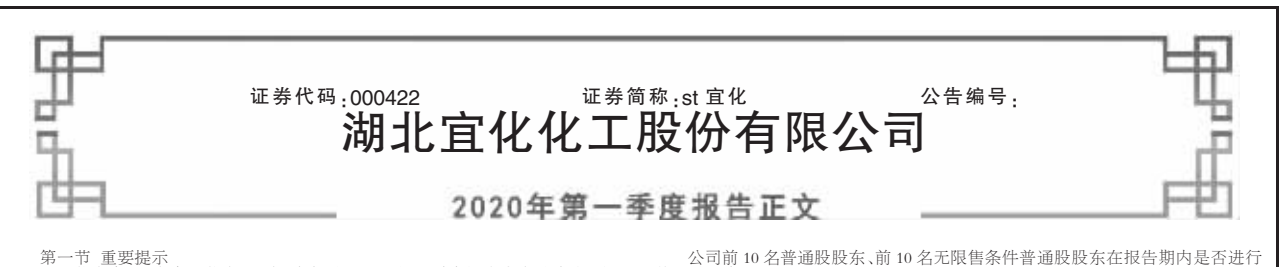 证券代码:000422 证券简称:st 宜化 公告编号:
湖北宜化化工股份有限公司
2020年第一季度报告正文
第一节 重要提示
公司前 10 名普通股股东、前 10 名无限售条件普通股股东在报告期内是否进行